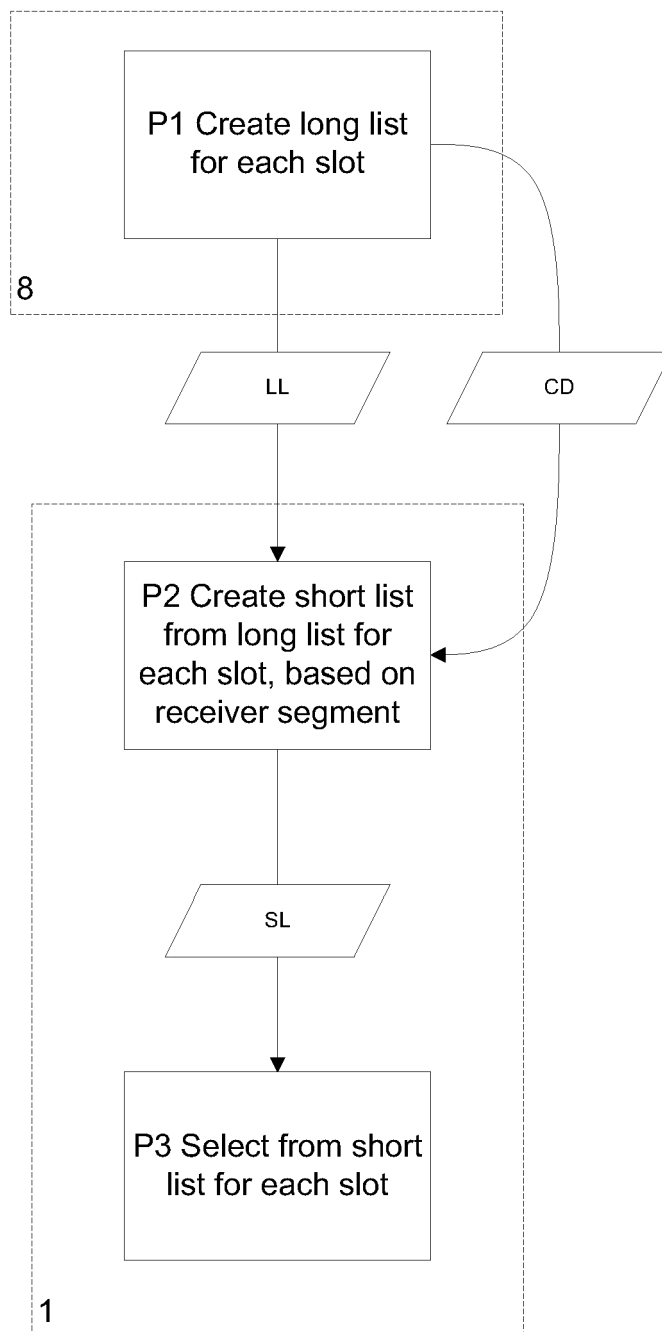 P1 Create long list
for each slot
8
LL
CD
P2 Create short list
from long list for
each slot, based on
receiver segment
SL
P3 Select from short
list for each slot
1